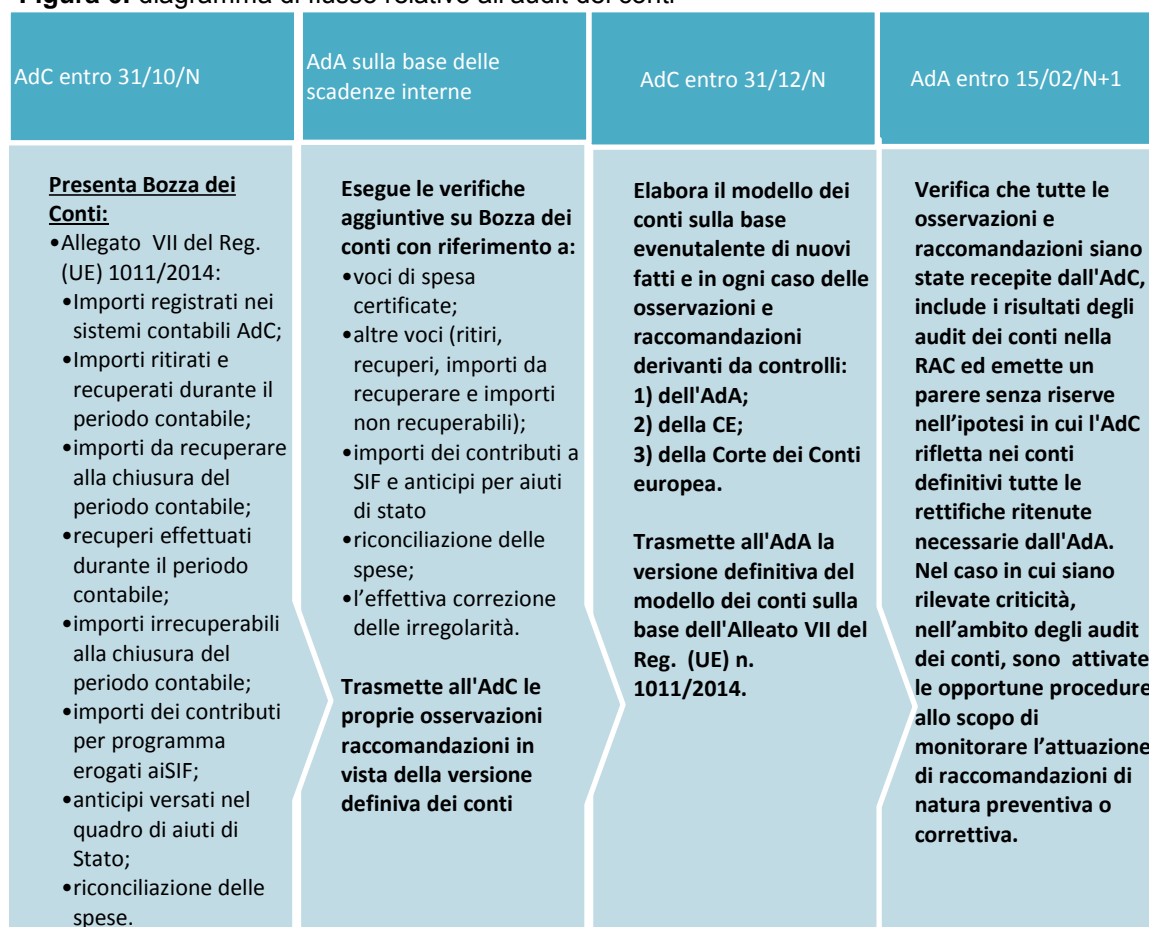 Figura 6. diagramma di flusso relativo all'audit dei conti
AdC entro 31/10/N
Presenta Bozza dei
Conti:
•Allegato VII del Reg.
(UE) 1011/2014:
•Importi registrati nei
sistemi contabili AdC;
•Importi ritirati e
recuperati durante il
periodo contabile;
•importi da recuperare
alla chiusura del
periodo contabile;
•recuperi effettuati
durante il periodo
contabile;
•importi irrecuperabili
alla chiusura del
periodo contabile;
•importi dei contributi
per programma
erogati aiSIF;
•anticipi versati nel
quadro di aiuti di
Stato;
•riconciliazione delle
spese.
AdA sulla base delle
scadenze interne
Esegue le verifiche
aggiuntive su Bozza dei
conti con riferimento a:
•voci di spesa
certificate;
•altre voci (ritiri,
recuperi, importi da
recuperare e importi
non recuperabili);
•importi dei contributi a
SIF e anticipi per aiuti
di stato
•riconciliazione delle
spese;
•l'effettiva correzione
delle irregolarità.
Trasmette all'AdC le
proprie osservazioni
raccomandazioni in
vista della versione
definiva dei conti
AdC entro 31/12/N
Elabora il modello dei
conti sulla base
evenutalente di nuovi
fatti e in ogni caso delle
osservazioni e
raccomandazioni
derivanti da controlli:
1) dell'AdA;
2) della CE;
3) della Corte dei Conti
europea.
Trasmette all'AdA la
versione definitiva del
modello dei conti sulla
base dell'Alleato VII del
Reg. (UE) n.
1011/2014.
AdA entro 15/02/N+1
Verifica che tutte le
osservazioni e
raccomandazioni siano
state recepite dall'AdC,
include i risultati degli
audit dei conti nella
RAC ed emette un
parere senza riserve
nell'ipotesi in cui l'AdC
rifletta nei conti
definitivi tutte le
rettifiche ritenute
necessarie dall'AdA.
Nel caso in cui siano
rilevate criticità,
nell'ambito degli audit
dei conti, sono attivate
le opportune procedure
allo scopo di
monitorare l'attuazione
di raccomandazioni di
natura preventiva o
correttiva.